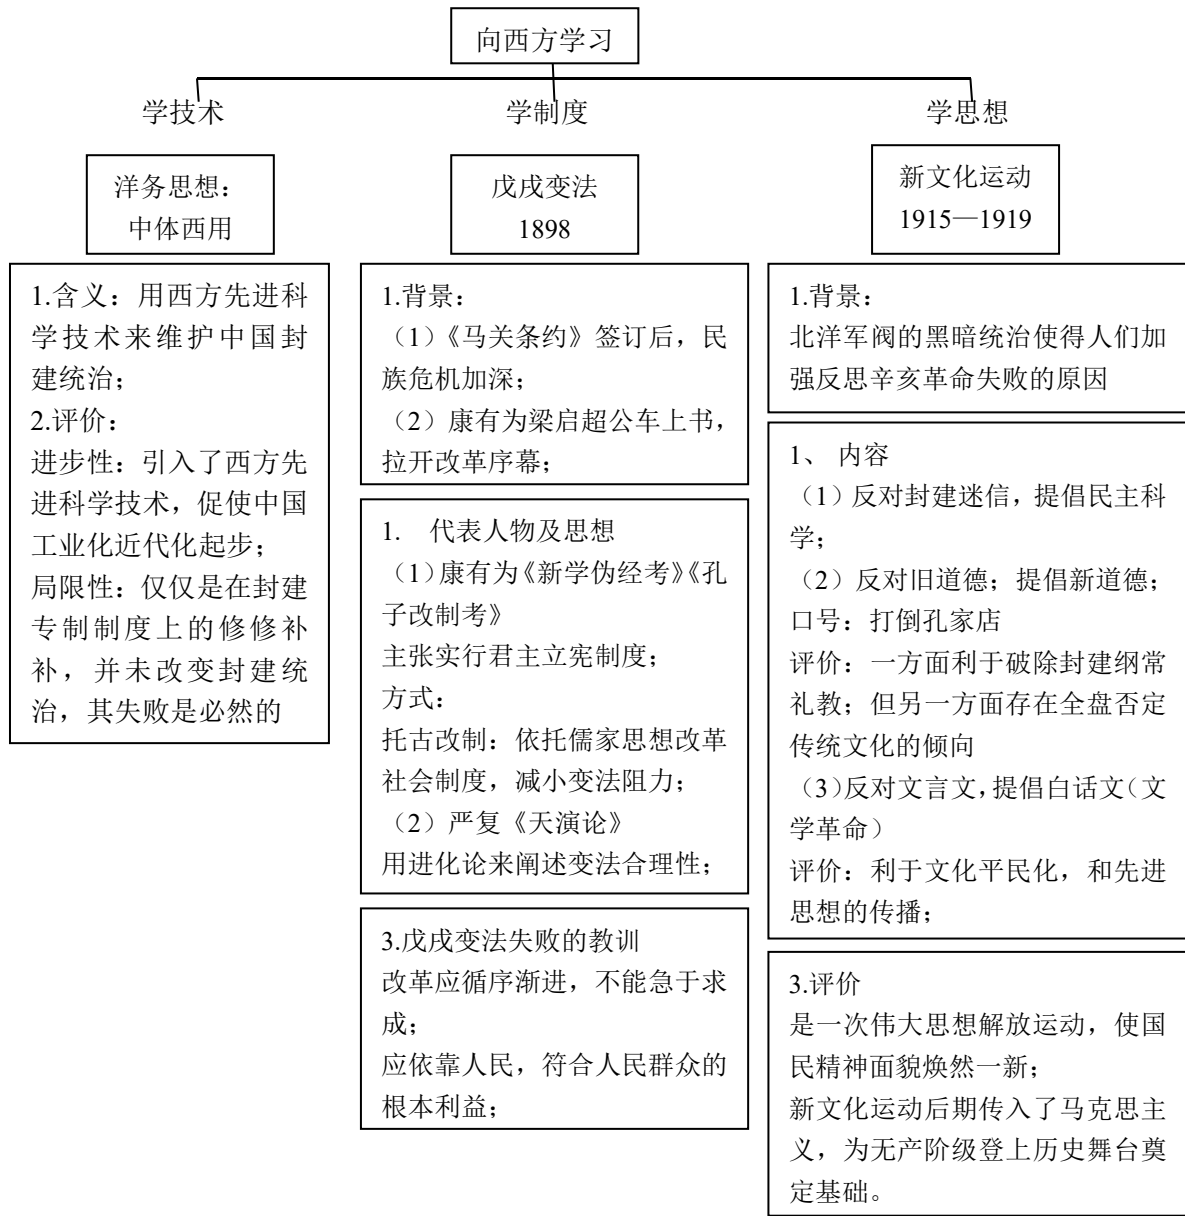 向西方学习
学技术
学制度
学思想
洋务思想：
中体西用
戊戌变法
1898
新文化运动
1915—1919
1.含义：用西方先进科
学技术来维护中国封
建统治；
2.评价：
进步性：引入了西方先
进科学技术，促使中国
工业化近代化起步；
局限性：仅仅是在封建
专制制度上的修修补
补，并未改变封建统
治，其失败是必然的
1.背景：
（1）《马关条约》签订后，民
族危机加深；
（2）康有为梁启超公车上书，
拉开改革序幕；
1. 代表人物及思想
（1）康有为《新学伪经考》《孔
子改制考》
主张实行君主立宪制度；
方式：
托古改制：依托儒家思想改革
社会制度，减小变法阻力；
（2）严复《天演论》
用进化论来阐述变法合理性；
3.戊戌变法失败的教训
改革应循序渐进，不能急于求
成；
应依靠人民，符合人民群众的
根本利益；
1.背景：
北洋军阀的黑暗统治使得人们加
强反思辛亥革命失败的原因
1、 内容
（1）反对封建迷信，提倡民主科
学；
（2）反对旧道德；提倡新道德；
口号：打倒孔家店
评价：一方面利于破除封建纲常
礼教；但另一方面存在全盘否定
传统文化的倾向
（3）反对文言文，提倡白话文（文
学革命）
评价：利于文化平民化，和先进
思想的传播；
3.评价
是一次伟大思想解放运动，使国
民精神面貌焕然一新；
新文化运动后期传入了马克思主
义，为无产阶级登上历史舞台奠
定基础。